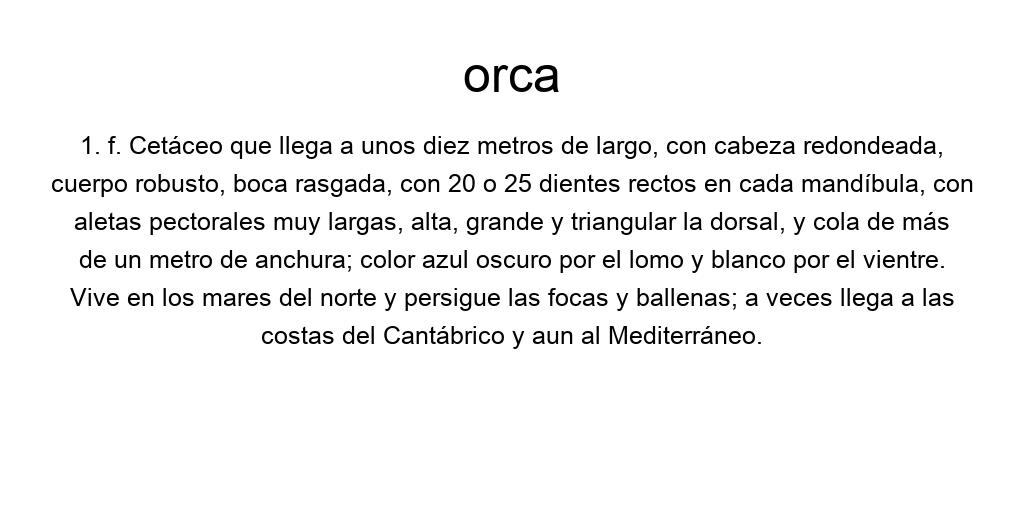 orca
1. f. Cetáceo que llega a unos diez metros de largo, con cabeza redondeada,
cuerpo robusto, boca rasgada, con 20 o 25 dientes rectos en cada mandíbula, con
aletas pectorales muy largas, alta, grande y triangular la dorsal, y cola de más
de un metro de anchura; color azul oscuro por el lomo y blanco por el vientre.
Vive en los mares del norte y persigue las focas y ballenas; a veces llega a las
costas del Cantábrico y aun al Mediterráneo.